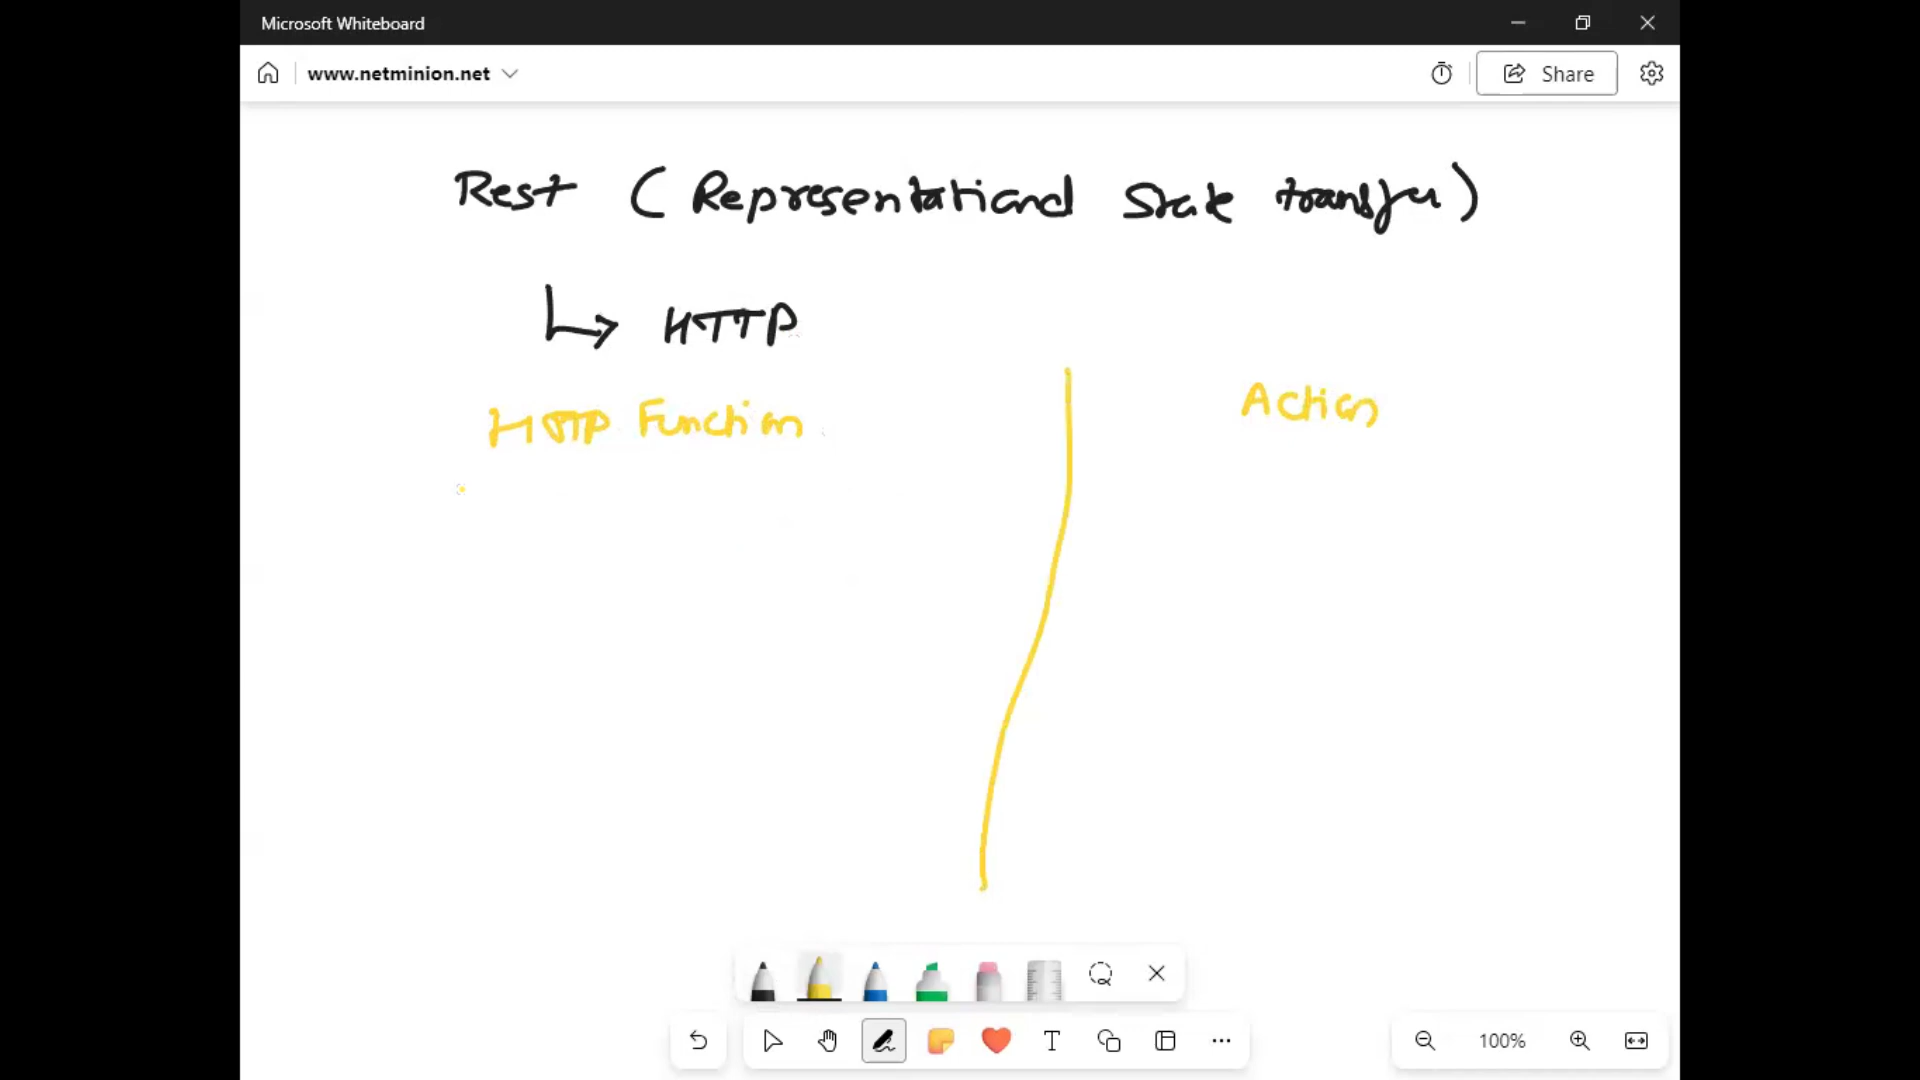 Microsoft Whiteboard
www.netminion.net
Share
Rest (Representational State transfer)
HTTP
HTTP Function
Action
100%